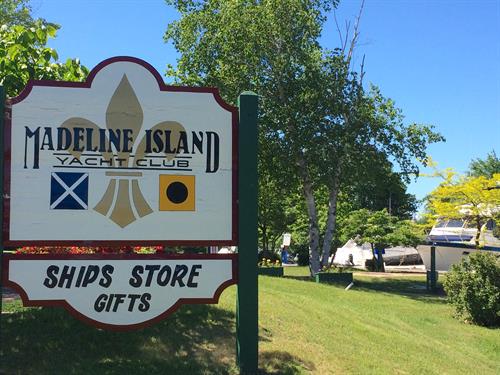 MADELINE ISLAND
YACHT CLUB
SHIPS STORE
GIFTS